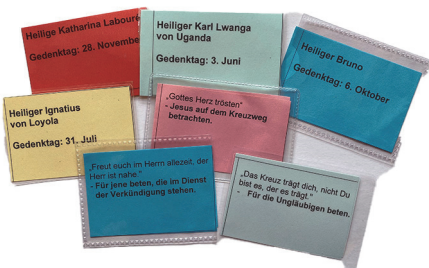 Heilige Katharina Laboure
Gedenktag: 28. November
Heiliger Karl Lwanga
von Uganda
Gedenktag: 3. Juni
Heiliger Bruno
Gedenktag: 6. Oktober
Heiliger Ignatius
von Loyola
Gedenktag: 31. Juli
„Gottes Herz trösten"
- Jesus auf dem Kreuzweg
betrachten.
„Freut euch im Herrn allezeit, der
Herr ist nahe."
- Für jene beten, die im Dienst
der Verkündigung stehen.
„Das Kreuz trägt dich, nicht Du
bist es, der es trägt."
- Für die Ungläubigen beten.